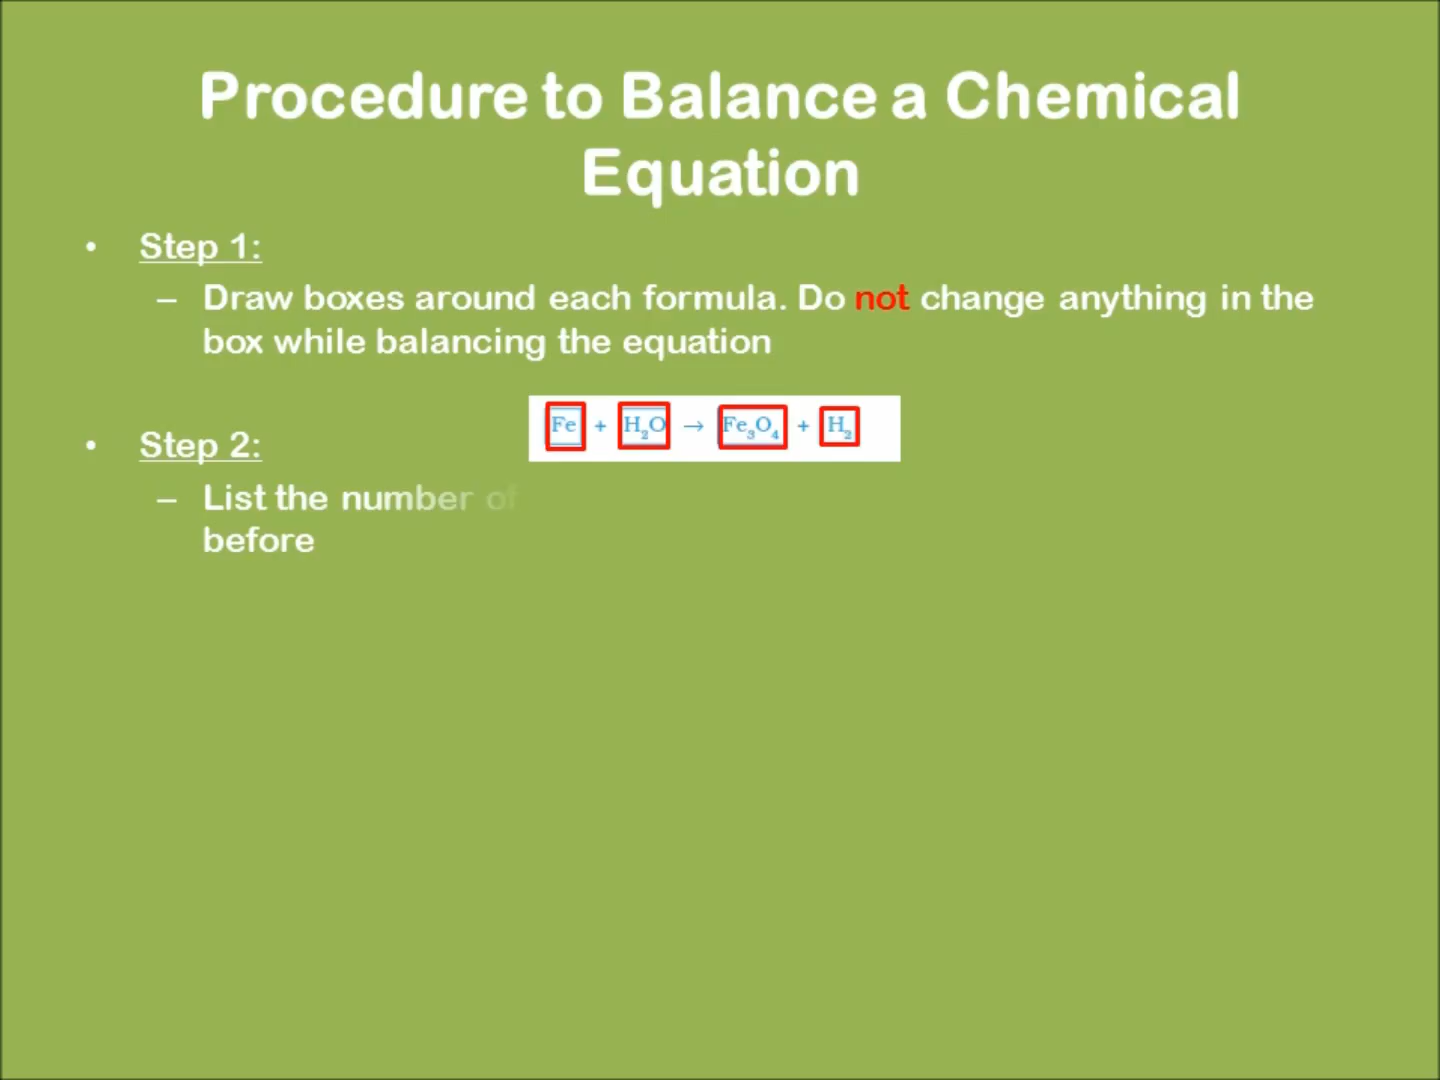 Procedure to Balance a Chemical
Equation
• Step 1:
– Draw boxes around each formula. Do not change anything in the
box while balancing the equation
Fe + H₂O → Fe₃O₄ + H₂
• Step 2:
– List the number of
before